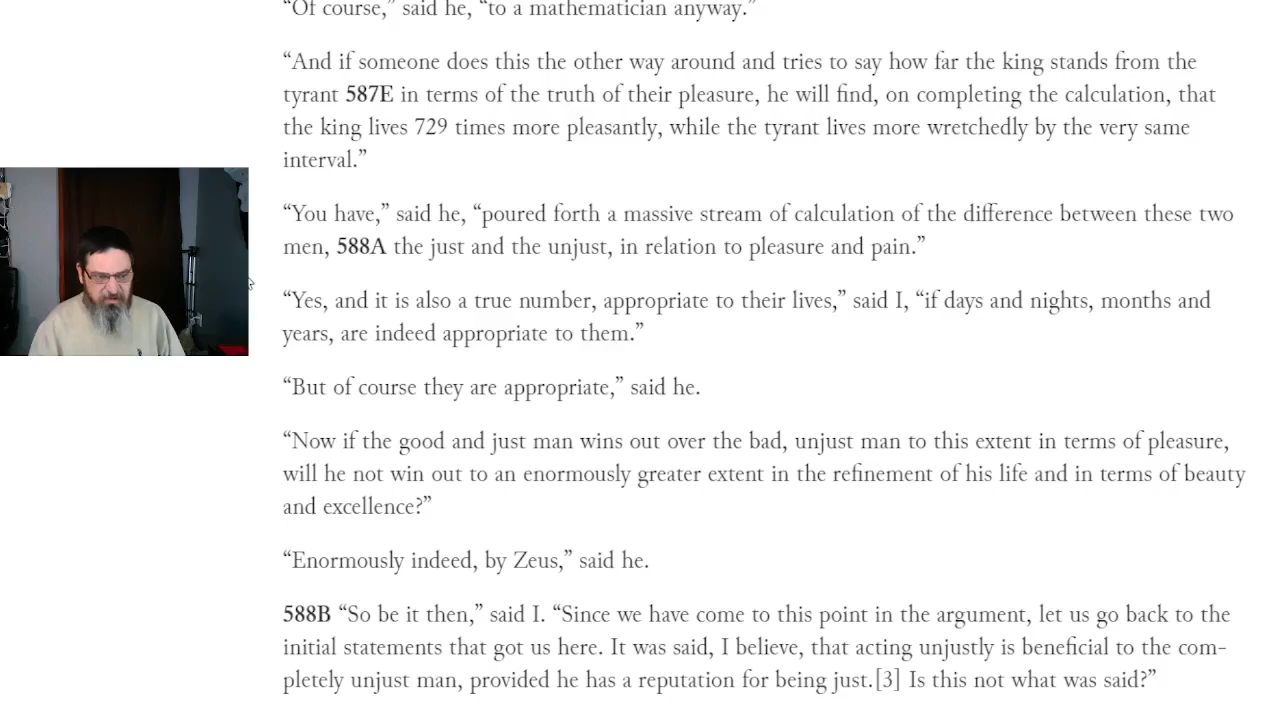 “Of course,” said he, “to a mathematician anyway.”
“And if someone does this the other way around and tries to say how far the king stands from the
tyrant 587E in terms of the truth of their pleasure, he will find, on completing the calculation, that
the king lives 729 times more pleasantly, while the tyrant lives more wretchedly by the very same
interval.”
“You have,” said he, “poured forth a massive stream of calculation of the difference between these two
men, 588A the just and the unjust, in relation to pleasure and pain.”
“Yes, and it is also a true number, appropriate to their lives,” said I, “if days and nights, months and
years, are indeed appropriate to them.”
“But of course they are appropriate,” said he.
“Now if the good and just man wins out over the bad, unjust man to this extent in terms of pleasure,
will he not win out to an enormously greater extent in the refinement of his life and in terms of beauty
and excellence?”
“Enormously indeed, by Zeus,” said he.
588B “So be it then,” said I. “Since we have come to this point in the argument, let us go back to the
initial statements that got us here. It was said, I believe, that acting unjustly is beneficial to the com-
pletely unjust man, provided he has a reputation for being just.[3] Is this not what was said?”